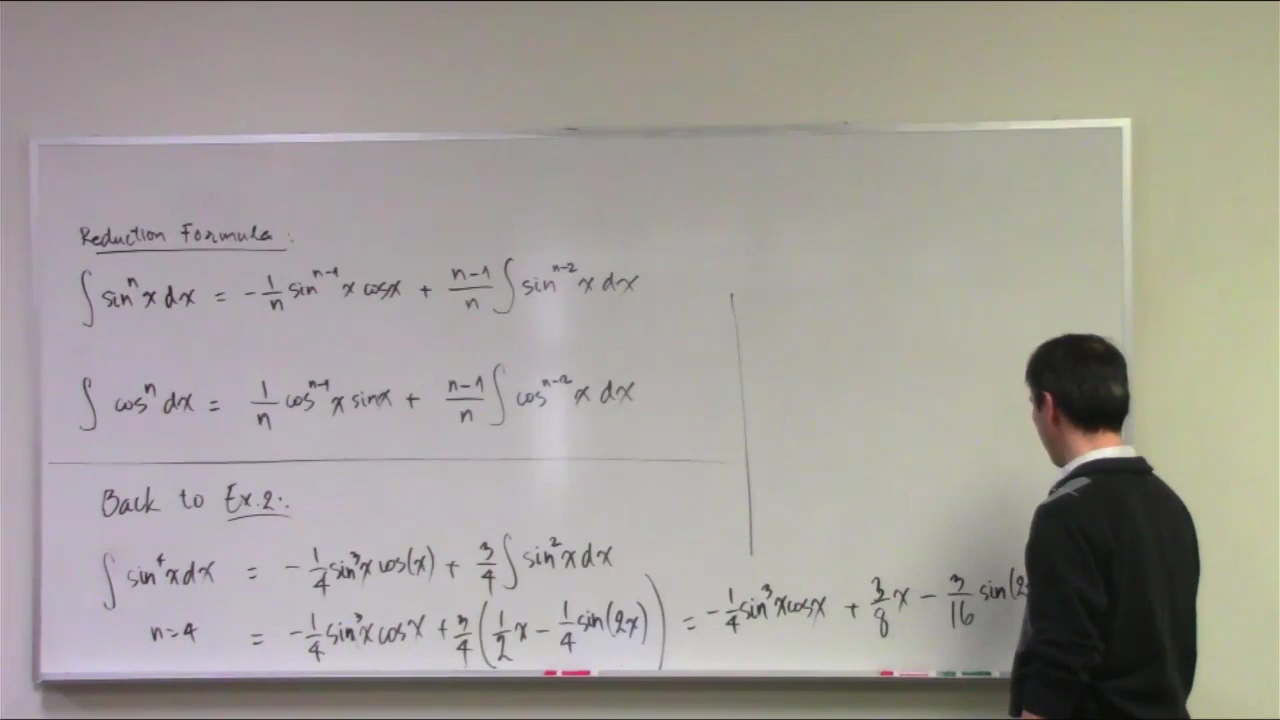 Reduction Formula:
∫ sinⁿx dx = -1/n sinⁿ⁻¹x cosx + (n-1)/n ∫ sinⁿ⁻²x dx
∫ cosⁿ dx = 1/n cosⁿ⁻¹x sinx + (n-1)/n ∫ cosⁿ⁻²x dx
Back to Ex.2:.
∫ sin⁴x dx = -1/4 sin³x cos(x) + 3/4 ∫ sin²x dx
n=4 = -1/4 sin³x cosx + 3/4 (1/2 x - 1/4 sin(2x)) = -1/4 sin³x cosx + 3/8 x - 3/16 sin(2